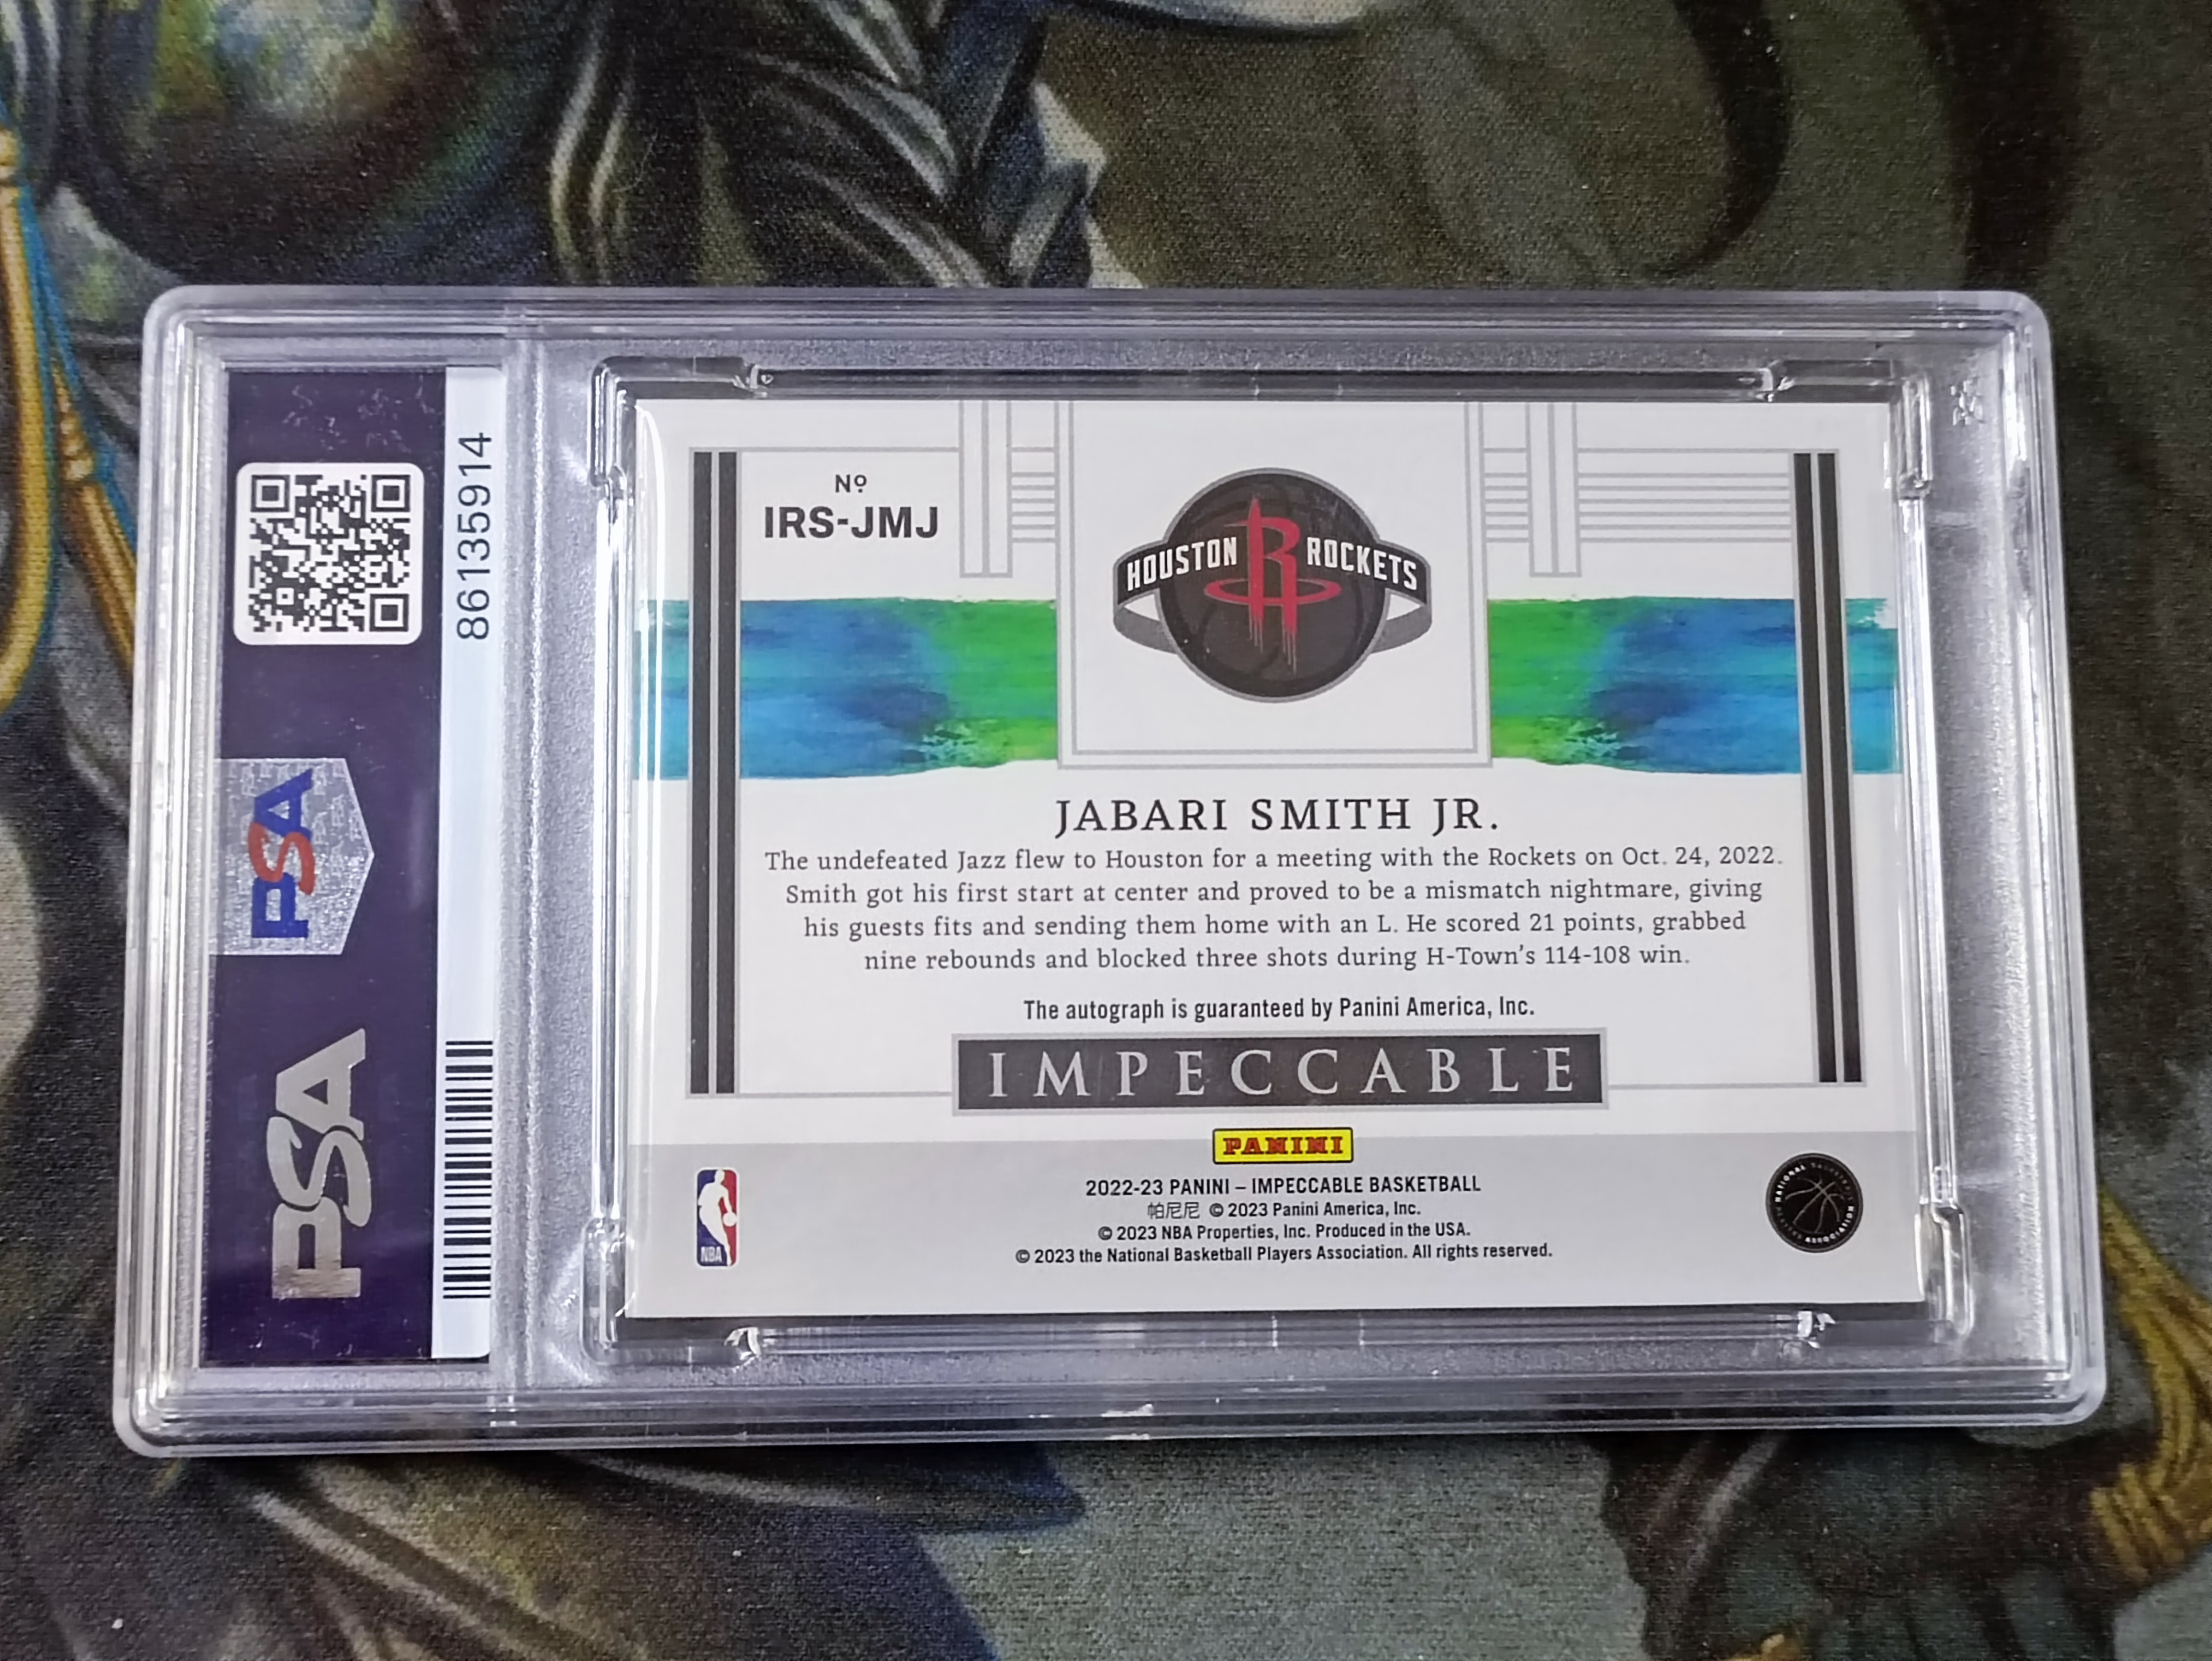 86135914
PSA
PSA
Nº
IRS-JMJ
HOUSTON ROCKETS
JABARI SMITH JR.
The undefeated Jazz flew to Houston for a meeting with the Rockets on Oct. 24, 2022.
Smith got his first start at center and proved to be a mismatch nightmare, giving
his guests fits and sending them home with an L. He scored 21 points, grabbed
nine rebounds and blocked three shots during H-Town's 114-108 win.
The autograph is guaranteed by Panini America, Inc.
IMPECCABLE
PANINI
2022-23 PANINI – IMPECCABLE BASKETBALL
帕尼尼 © 2023 Panini America, Inc.
© 2023 NBA Properties, Inc. Produced in the USA.
© 2023 the National Basketball Players Association. All rights reserved.
NBA
NATIONAL BASKETBALL PLAYERS ASSOCIATION